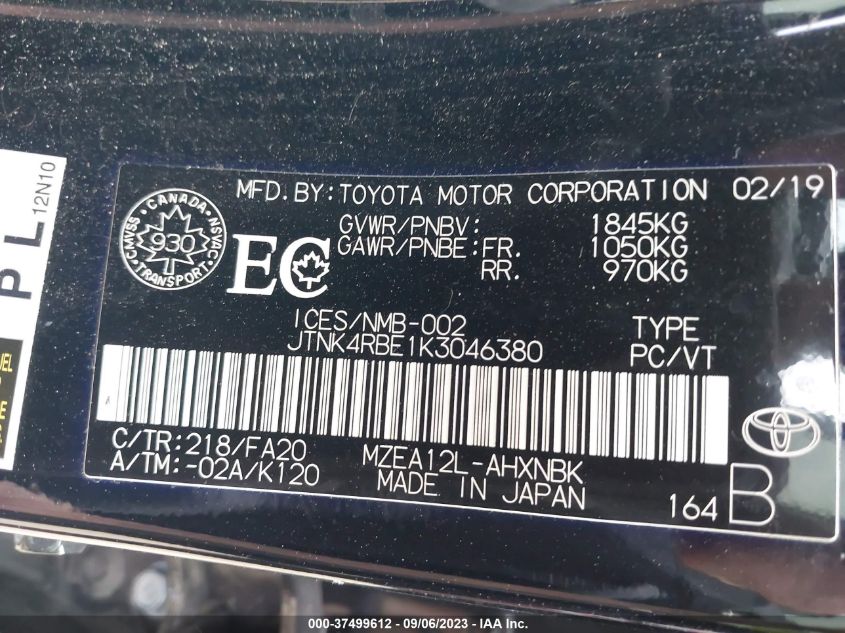 MFD.BY:TOYOTA MOTOR CORPORATION 02/19
GVWR/PNBV: 1845KG
GAWR/PNBE:FR. 1050KG
RR. 970KG
CANADA
CMVSS NSVAC
930
TRANSPORT
EC
ICES/NMB-002 TYPE
JTNK4RBE1K3046380 PC/VT
C/TR:218/FA20 MZEA12L-AHXNBK
A/TM:-02A/K120 MADE IN JAPAN
164 B
PL
12N10
000-37499612 - 09/06/2023 - IAA Inc.